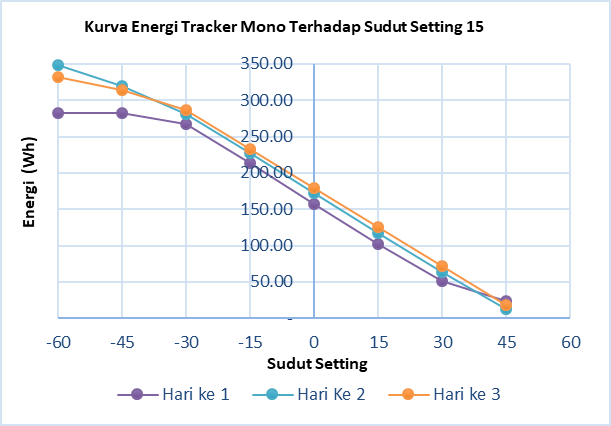 Kurva Energi Tracker Mono Terhadap Sudut Setting 15
350.00
300.00
250.00
200.00
150.00
100.00
50.00
-
Energi (Wh)
-60 -45 -30 -15 0 15 30 45 60
Sudut Setting
Hari ke 1 Hari Ke 2 Hari ke 3